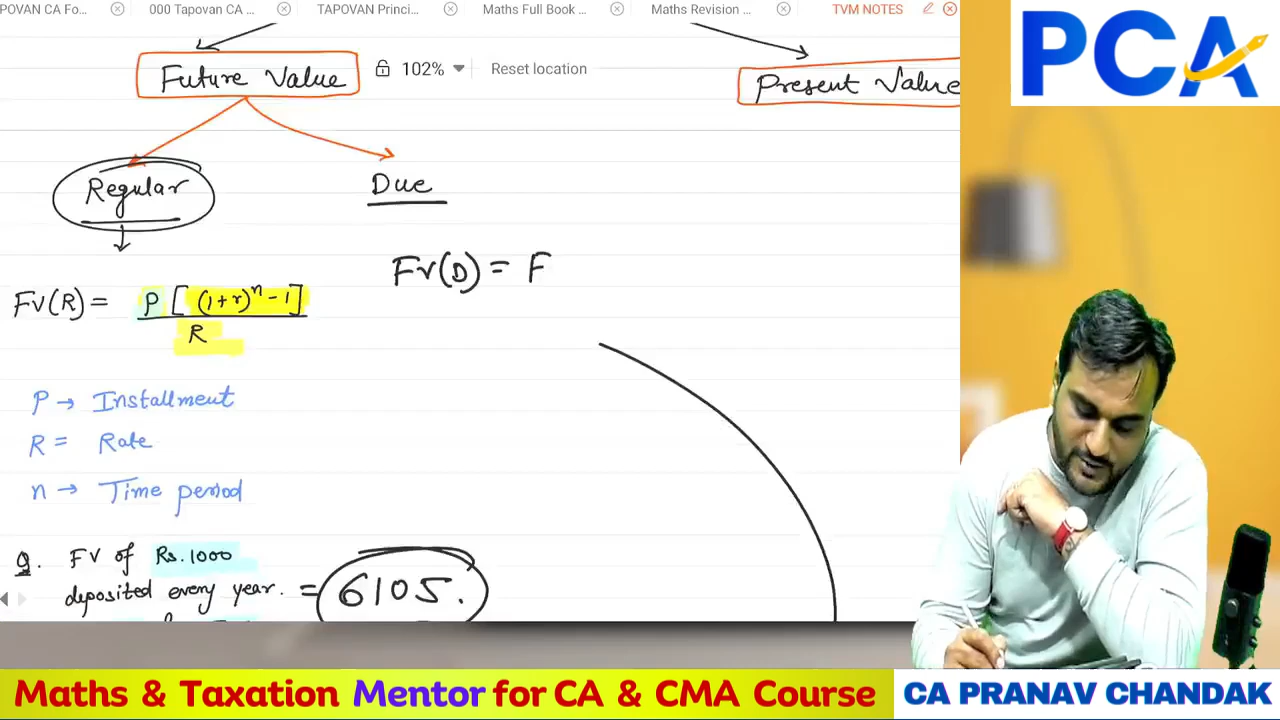 POVAN CA Fo...
000 Tapovan CA ...
TAPOVAN Princi...
Maths Full Book ...
Maths Revision ...
TVM NOTES
PCA
Future Value
102%
Reset location
Present Value
Regular
Due
FV(R) = P [(1+r)^n - 1]
R
FV(D) = F
P → Installment
R = Rate
n → Time period
Q. FV of Rs. 1000
deposited every year. = 6105.
Maths & Taxation Mentor for CA & CMA Course
CA PRANAV CHANDAK